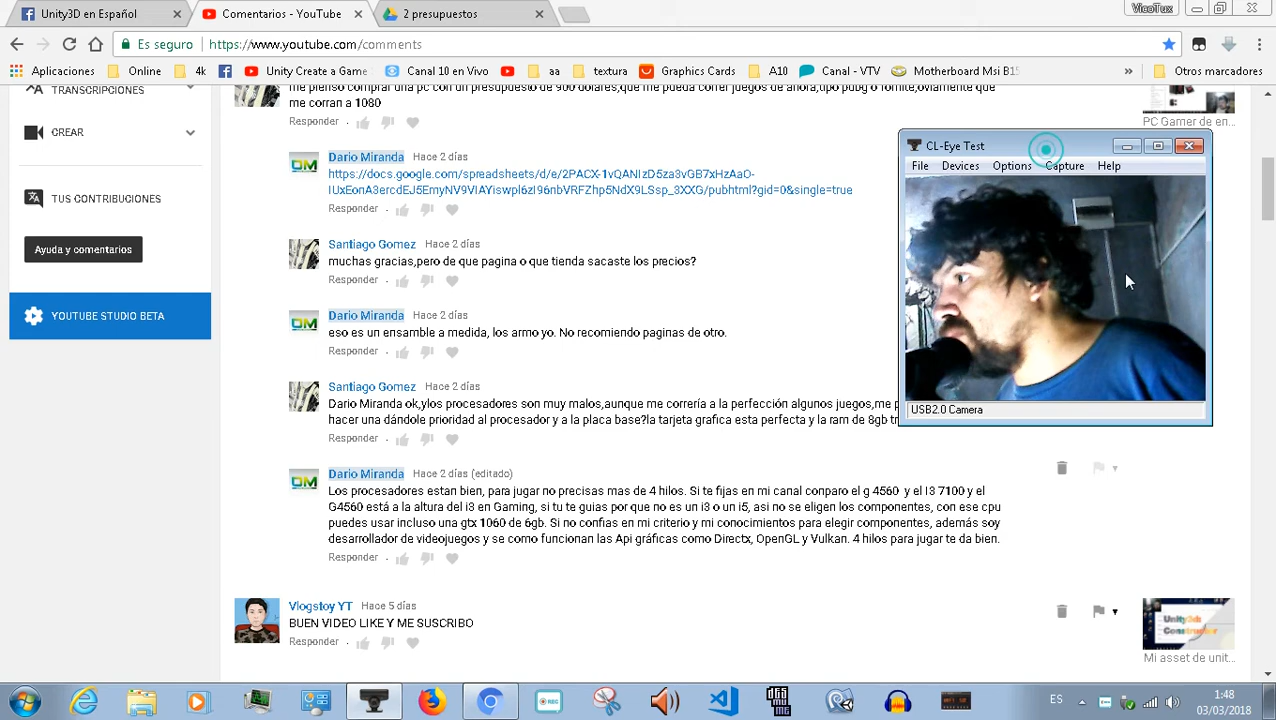 Unity3D en Español
Comentarios - YouTube
2 presupuestos
VicoTux
Es seguro
https://www.youtube.com/comments
Aplicaciones
Online
4k
Unity Create a Game
Canal 10 en Vivo
aa
textura
Graphics Cards
A10
Canal - VTV
Motherboard Msi B15
»
Otros marcadores
TRANSCRIPCIONES
CREAR
TUS CONTRIBUCIONES
Ayuda y comentarios
YOUTUBE STUDIO BETA
me pienso comprar una pc con un presupuesto de 900 dolares,que me pueda correr juegos de ahora,tipo pubg o fornite,oviamente que
me corran a 1080
Responder
PC Gamer de en...
Dario Miranda Hace 2 días
https://docs.google.com/spreadsheets/d/e/2PACX-1vQANIzD5za3vGB7xHzAaO-
IUxEonA3ercdEJ5EmyNV9VIAYiswpl6zI96nbVRFZhp5NdX9LSsp_3XXG/pubhtml?gid=0&single=true
Responder
Santiago Gomez Hace 2 días
muchas gracias,pero de que pagina o que tienda sacaste los precios?
Responder
Dario Miranda Hace 2 días
eso es un ensamble a medida, los armo yo. No recomiendo paginas de otro.
Responder
Santiago Gomez Hace 2 días
Dario Miranda ok,ylos procesadores son muy malos,aunque me correría a la perfección algunos juegos,me
hacer una dándole prioridad al procesador y a la placa base?la tarjeta grafica esta perfecta y la ram de 8gb
Responder
Dario Miranda Hace 2 días (editado)
Los procesadores estan bien, para jugar no precisas mas de 4 hilos. Si te fijas en mi canal conparo el g 4560 y el I3 7100 y el
G4560 está a la altura del i3 en Gaming, si tu te guias por que no es un i3 o un i5, asi no se eligen los componentes, con ese cpu
puedes usar incluso una gtx 1060 de 6gb. Si no confias en mi criterio y mi conocimientos para elegir componentes, además soy
desarrollador de videojuegos y se como funcionan las Api gráficas como Directx, OpenGL y Vulkan. 4 hilos para jugar te da bien.
Responder
Vlogstoy YT Hace 5 días
BUEN VIDEO LIKE Y ME SUSCRIBO
Responder
Unity3ds
Constructor
Mi asset de unit...
CL-Eye Test
File Devices Options Capture Help
USB2.0 Camera
REC
ES
1:48
03/03/2018